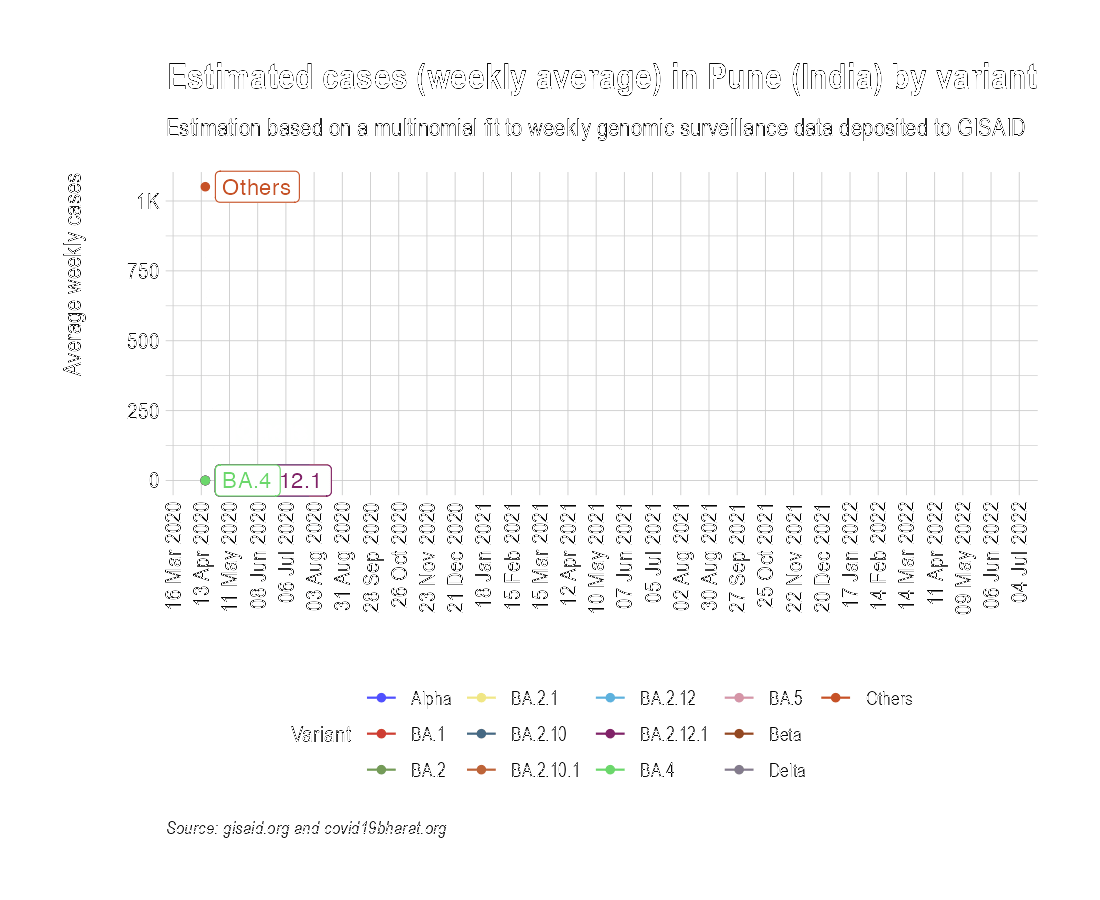 Estimated cases (weekly average) in Pune (India) by variant
Estimation based on a multinomial fit to weekly genomic surveillance data deposited to GISAID
Average weekly cases
1K
750
500
250
0
Others
BA.4
12.1
16 Mar 2020
13 Apr 2020
11 May 2020
08 Jun 2020
06 Jul 2020
03 Aug 2020
31 Aug 2020
28 Sep 2020
26 Oct 2020
23 Nov 2020
21 Dec 2020
18 Jan 2021
15 Feb 2021
15 Mar 2021
12 Apr 2021
10 May 2021
07 Jun 2021
05 Jul 2021
02 Aug 2021
30 Aug 2021
27 Sep 2021
25 Oct 2021
22 Nov 2021
20 Dec 2021
17 Jan 2022
14 Feb 2022
14 Mar 2022
11 Apr 2022
09 May 2022
06 Jun 2022
04 Jul 2022
Variant
Alpha
BA.1
BA.2
BA.2.1
BA.2.10
BA.2.10.1
BA.2.12
BA.2.12.1
BA.4
BA.5
Beta
Delta
Others
Source: gisaid.org and covid19bharat.org